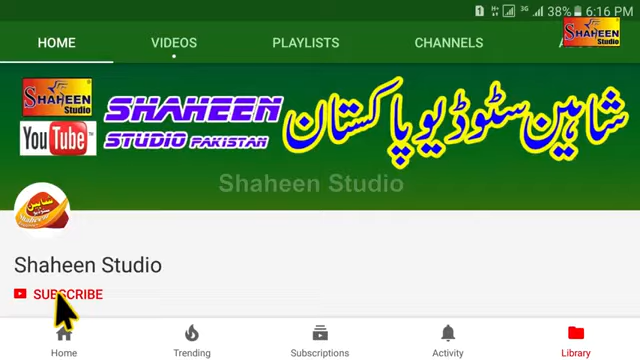 3G 38% 6:16 PM
SHAHEEN
Studio
HOME VIDEOS PLAYLISTS CHANNELS
SHAHEEN
Studio
YouTube
SHAHEEN
STUDIO PAKISTAN
شاہین سٹوڈیو پاکستان
Shaheen Studio
Shaheen Studio
SUBSCRIBE
Home Trending Subscriptions Activity Library